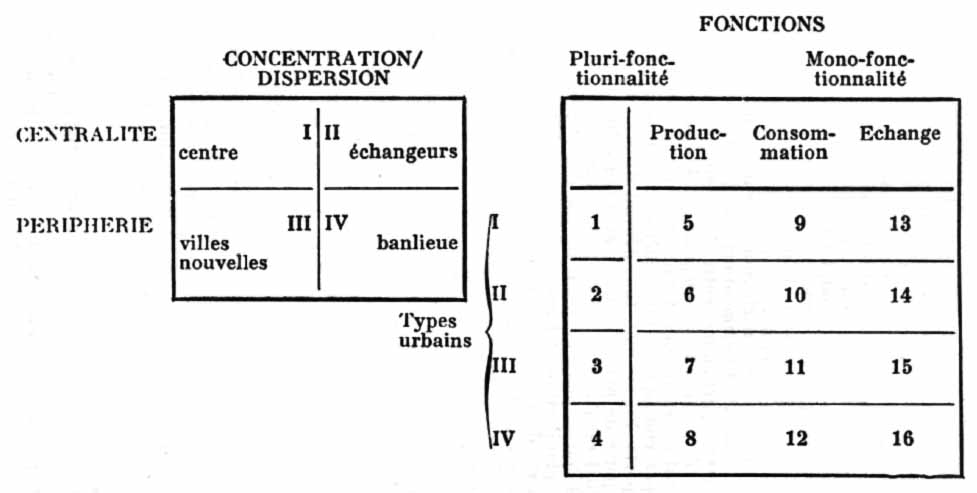 FONCTIONS
CONCENTRATION/
DISPERSION
Pluri-fonc-
tionnalité
Mono-fonc-
tionnalité
CENTRALITE
I II
centre échangeurs
PERIPHERIE
III IV
villes
nouvelles
banlieue
Types
urbains
Produc-
tion
Consom-
mation
Echange
I 1 5 9 13
II 2 6 10 14
III 3 7 11 15
IV 4 8 12 16